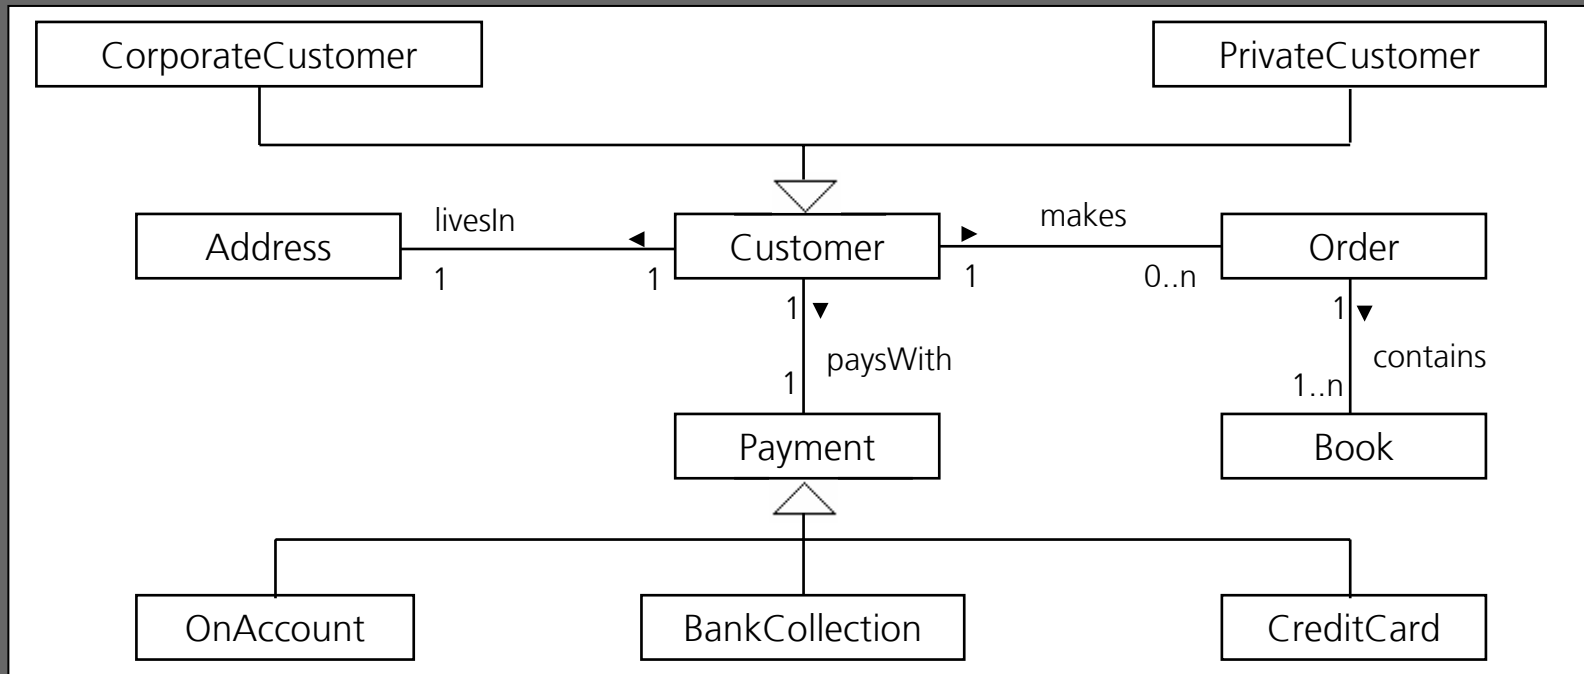 CorporateCustomer
PrivateCustomer
livesIn
makes
Address
Customer
Order
1
1
1
0..n
1
1
paysWith
contains
1
1..n
Payment
Book
OnAccount
BankCollection
CreditCard